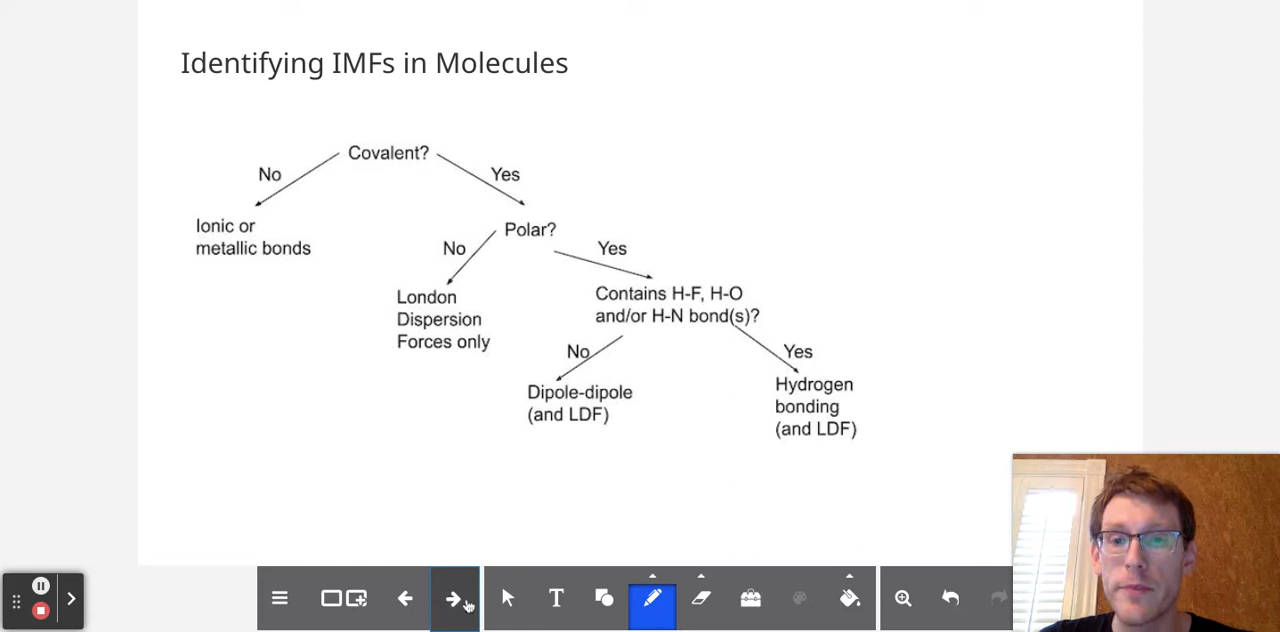 Identifying IMFs in Molecules
Covalent?
No
Yes
Ionic or
metallic bonds
Polar?
No
Yes
London
Dispersion
Forces only
Contains H-F, H-O
and/or H-N bond(s)?
No
Yes
Dipole-dipole
(and LDF)
Hydrogen
bonding
(and LDF)
T